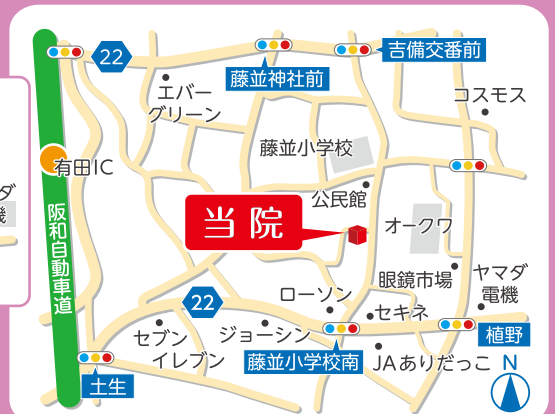 22
吉備交番前
藤並神社前
エバー
グリーン
コスモス
藤並小学校
有田IC
公民館
ダ
機
当院
オークワ
阪和自動車道
眼鏡市場
ヤマダ
電機
ローソン
22
セキネ
セブン
イレブン
ジョーシン
植野
藤並小学校南
JAありだっこ
土生
N